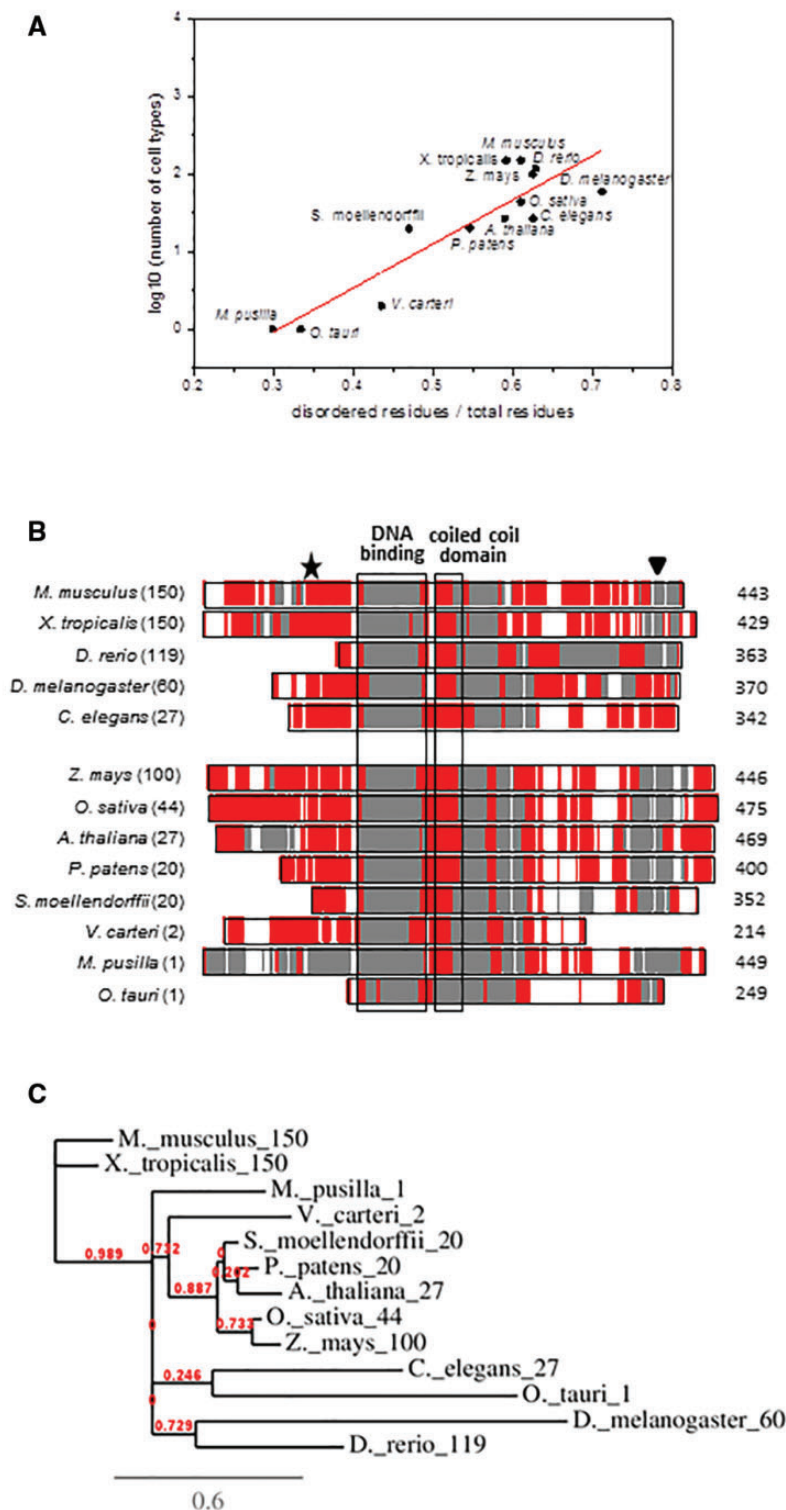 A
4
3
2
1
0
log10 (number of cell types)
M. musculus
X. tropicalis
D. rerio
Z. mays
D. melanogaster
O. sativa
S. moellendorffii
A. thaliana
C. elegans
P. patens
V. carteri
M. pusilla
O. tauri
0.2 0.3 0.4 0.5 0.6 0.7 0.8
disordered residues / total residues
B
DNA binding
coiled coil domain
M. musculus (150) 443
X. tropicalis (150) 429
D. rerio (119) 363
D. melanogaster (60) 370
C. elegans (27) 342
Z. mays (100) 446
O. sativa (44) 475
A. thaliana (27) 469
P. patens (20) 400
S. moellendorffii (20) 352
V. carteri (2) 214
M. pusilla (1) 449
O. tauri (1) 249
C
M._musculus_150
X._tropicalis_150
M._pusilla_1
V._carteri_2
0.989
0.732
S._moellendorffii_20
0
P._patens_20
0.202
0.887
A._thaliana_27
O._sativa_44
0.733
0
Z._mays_100
C._elegans_27
0.246
O._tauri_1
0
D._melanogaster_60
0.729
D._rerio_119
0.6